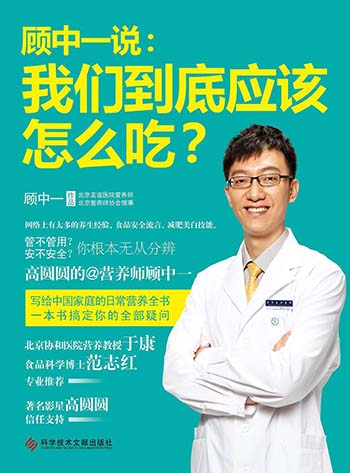 顾中一说：
我们到底应该
怎么吃？
顾中一 作品 北京友谊医院营养师
北京营养师协会理事
网络上有太多的养生经验、食品安全流言、减肥美白技能。
管不管用？
安不安全？ 你根本无从分辨
高圆圆的@营养师顾中一
写给中国家庭的日常营养全书
一本书搞定你的全部疑问
北京协和医院营养教授于康
食品科学博士范志红
专业推荐
著名影星高圆圆
信任支持
科学技术文献出版社